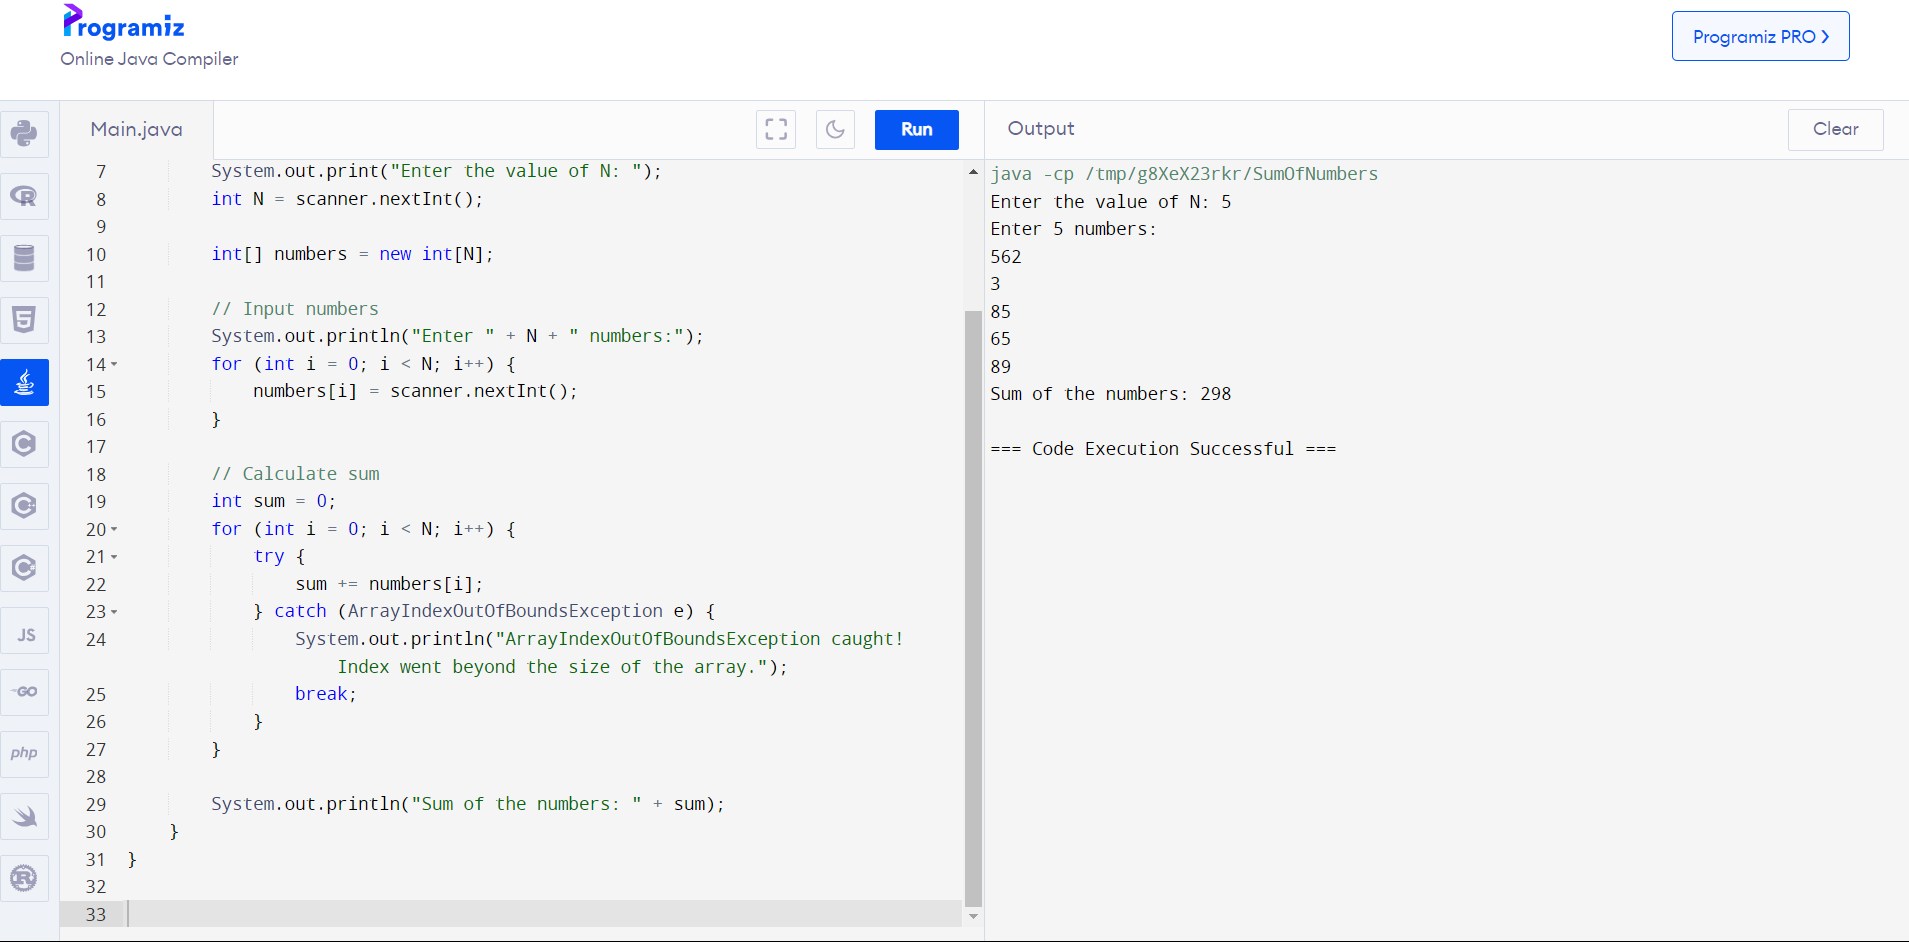 Programiz
Online Java Compiler
Programiz PRO
Main.java
Run
Output
Clear
7 System.out.print("Enter the value of N: ");
8 int N = scanner.nextInt();
9
10 int[] numbers = new int[N];
11
12 // Input numbers
13 System.out.println("Enter " + N + " numbers:");
14 for (int i = 0; i < N; i++) {
15 numbers[i] = scanner.nextInt();
16 }
17
18 // Calculate sum
19 int sum = 0;
20 for (int i = 0; i < N; i++) {
21 try {
22 sum += numbers[i];
23 } catch (ArrayIndexOutOfBoundsException e) {
24 System.out.println("ArrayIndexOutOfBoundsException caught!
Index went beyond the size of the array.");
25 break;
26 }
27 }
28
29 System.out.println("Sum of the numbers: " + sum);
30 }
31 }
32
33
java -cp /tmp/g8XeX23rkr/SumOfNumbers
Enter the value of N: 5
Enter 5 numbers:
562
3
85
65
89
Sum of the numbers: 298
=== Code Execution Successful ===
R
5
C
C
C
JS
GO
php
R